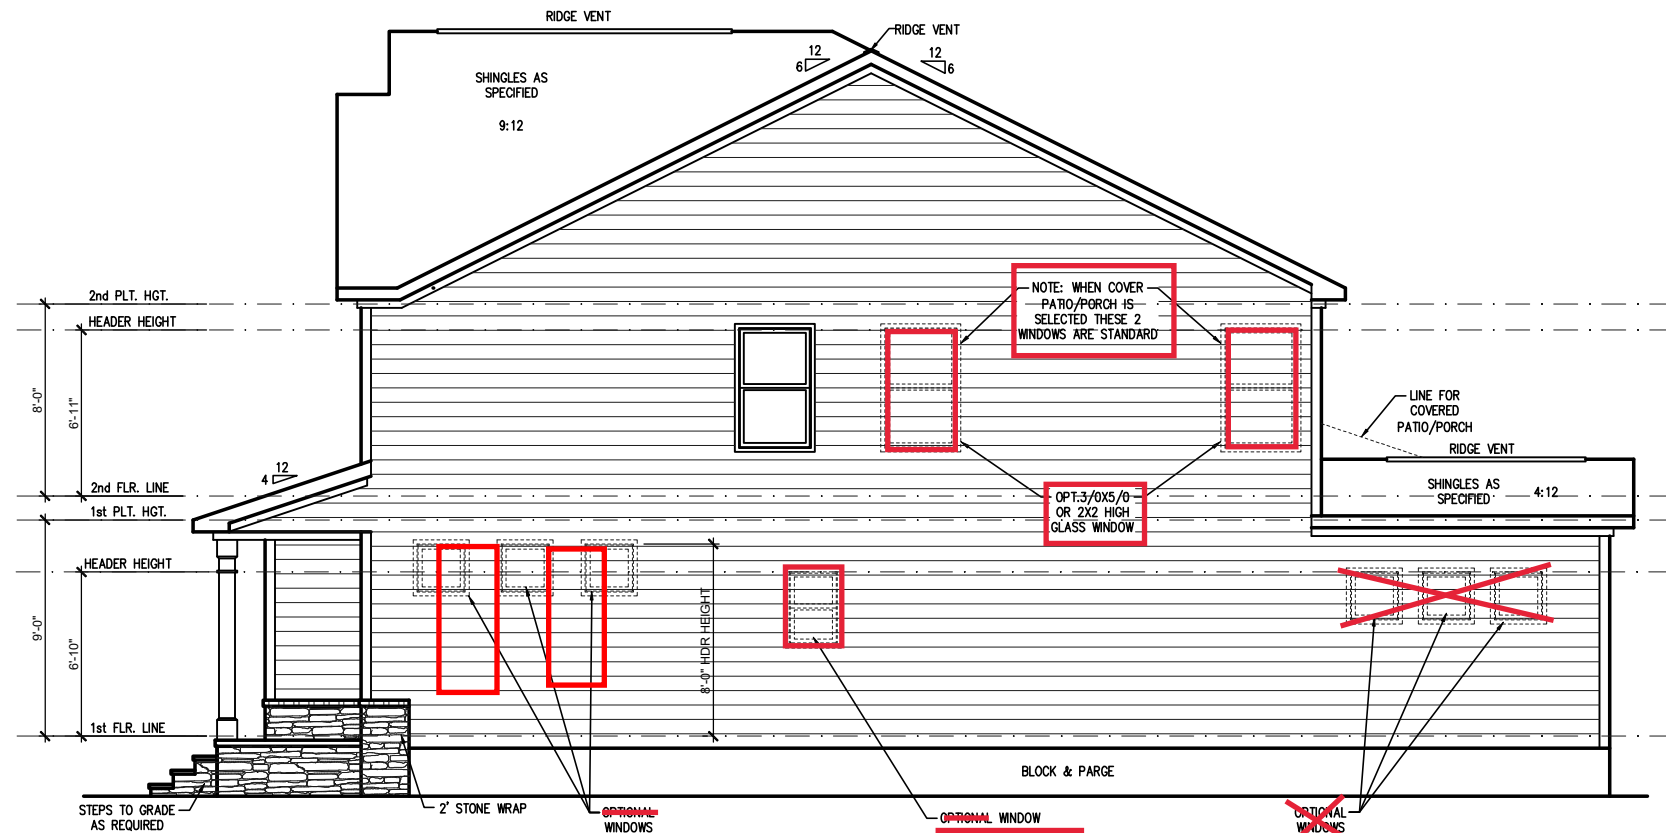 RIDGE VENT
RIDGE VENT
12
6
12
6
SHINGLES AS
SPECIFIED
9:12
2nd PLT. HGT.
HEADER HEIGHT
NOTE: WHEN COVER
PATIO/PORCH IS
SELECTED THESE 2
WINDOWS ARE STANDARD
8'-0"
6'-11"
LINE FOR
COVERED
PATIO/PORCH
RIDGE VENT
12
4
2nd FLR. LINE
1st PLT. HGT.
OPT.3/0X5/0
OR 2X2 HIGH
GLASS WINDOW
SHINGLES AS
SPECIFIED
4:12
HEADER HEIGHT
9'-0"
6'-10"
8'-0" HDR HEIGHT
1st FLR. LINE
BLOCK & PARGE
STEPS TO GRADE
AS REQUIRED
2' STONE WRAP
OPTIONAL
WINDOWS
OPTIONAL WINDOW
OPTIONAL
WINDOWS